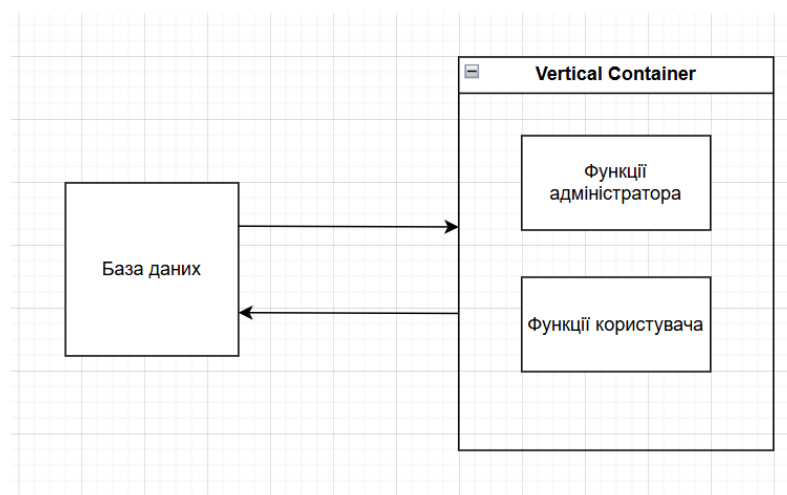 Vertical Container
Функції
адміністратора
База даних
Функції користувача